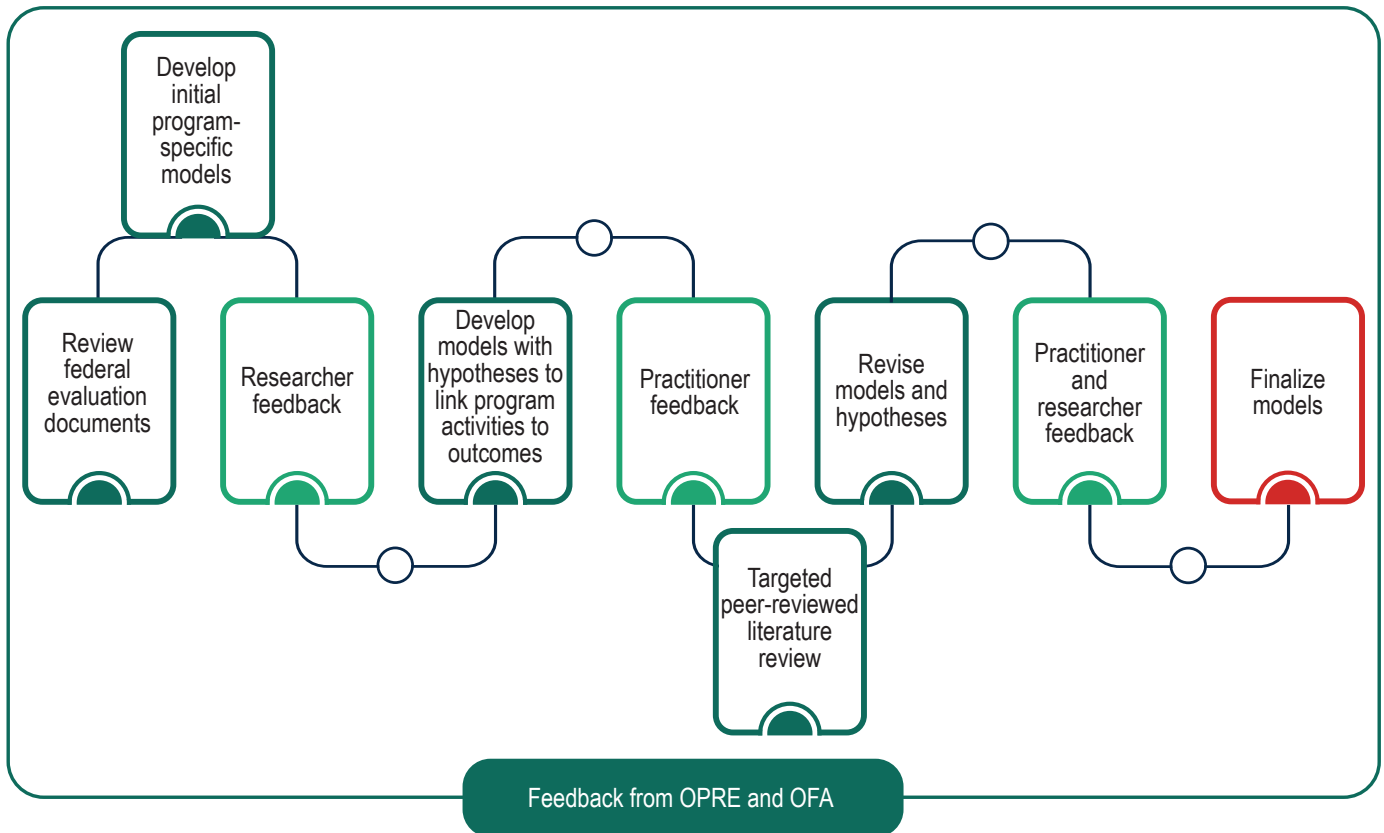 Develop
initial
program-
specific
models
Review
federal
evaluation
documents
Researcher
feedback
Develop
models with
hypotheses to
link program
activities to
outcomes
Practitioner
feedback
Targeted
peer-reviewed
literature
review
Revise
models and
hypotheses
Practitioner
and
researcher
feedback
Finalize
models
Feedback from OPRE and OFA